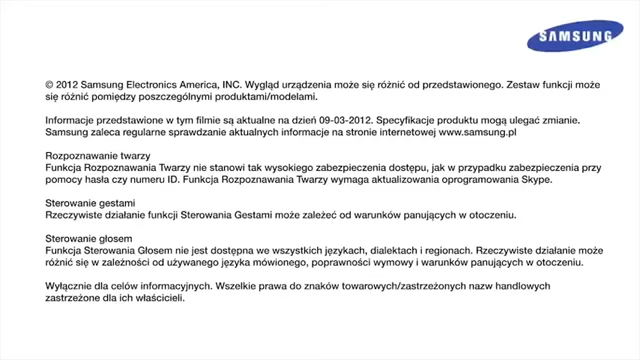 SAMSUNG
© 2012 Samsung Electronics America, INC. Wygląd urządzenia może się różnić od przedstawionego. Zestaw funkcji może
się różnić pomiędzy poszczególnymi produktami/modelami.
Informacje przedstawione w tym filmie są aktualne na dzień 09-03-2012. Specyfikacje produktu mogą ulegać zmianie.
Samsung zaleca regularne sprawdzanie aktualnych informacje na stronie internetowej www.samsung.pl
Rozpoznawanie twarzy
Funkcja Rozpoznawania Twarzy nie stanowi tak wysokiego zabezpieczenia dostępu, jak w przypadku zabezpieczenia przy
pomocy hasła czy numeru ID. Funkcja Rozpoznawania Twarzy wymaga aktualizowania oprogramowania Skype.
Sterowanie gestami
Rzeczywiste działanie funkcji Sterowania Gestami może zależeć od warunków panujących w otoczeniu.
Sterowanie głosem
Funkcja Sterowania Głosem nie jest dostępna we wszystkich językach, dialektach i regionach. Rzeczywiste działanie może
różnić się w zależności od używanego języka mówionego, poprawności wymowy i warunków panujących w otoczeniu.
Wyłącznie dla celów informacyjnych. Wszelkie prawa do znaków towarowych/zastrzeżonych nazw handlowych
zastrzeżone dla ich właścicieli.